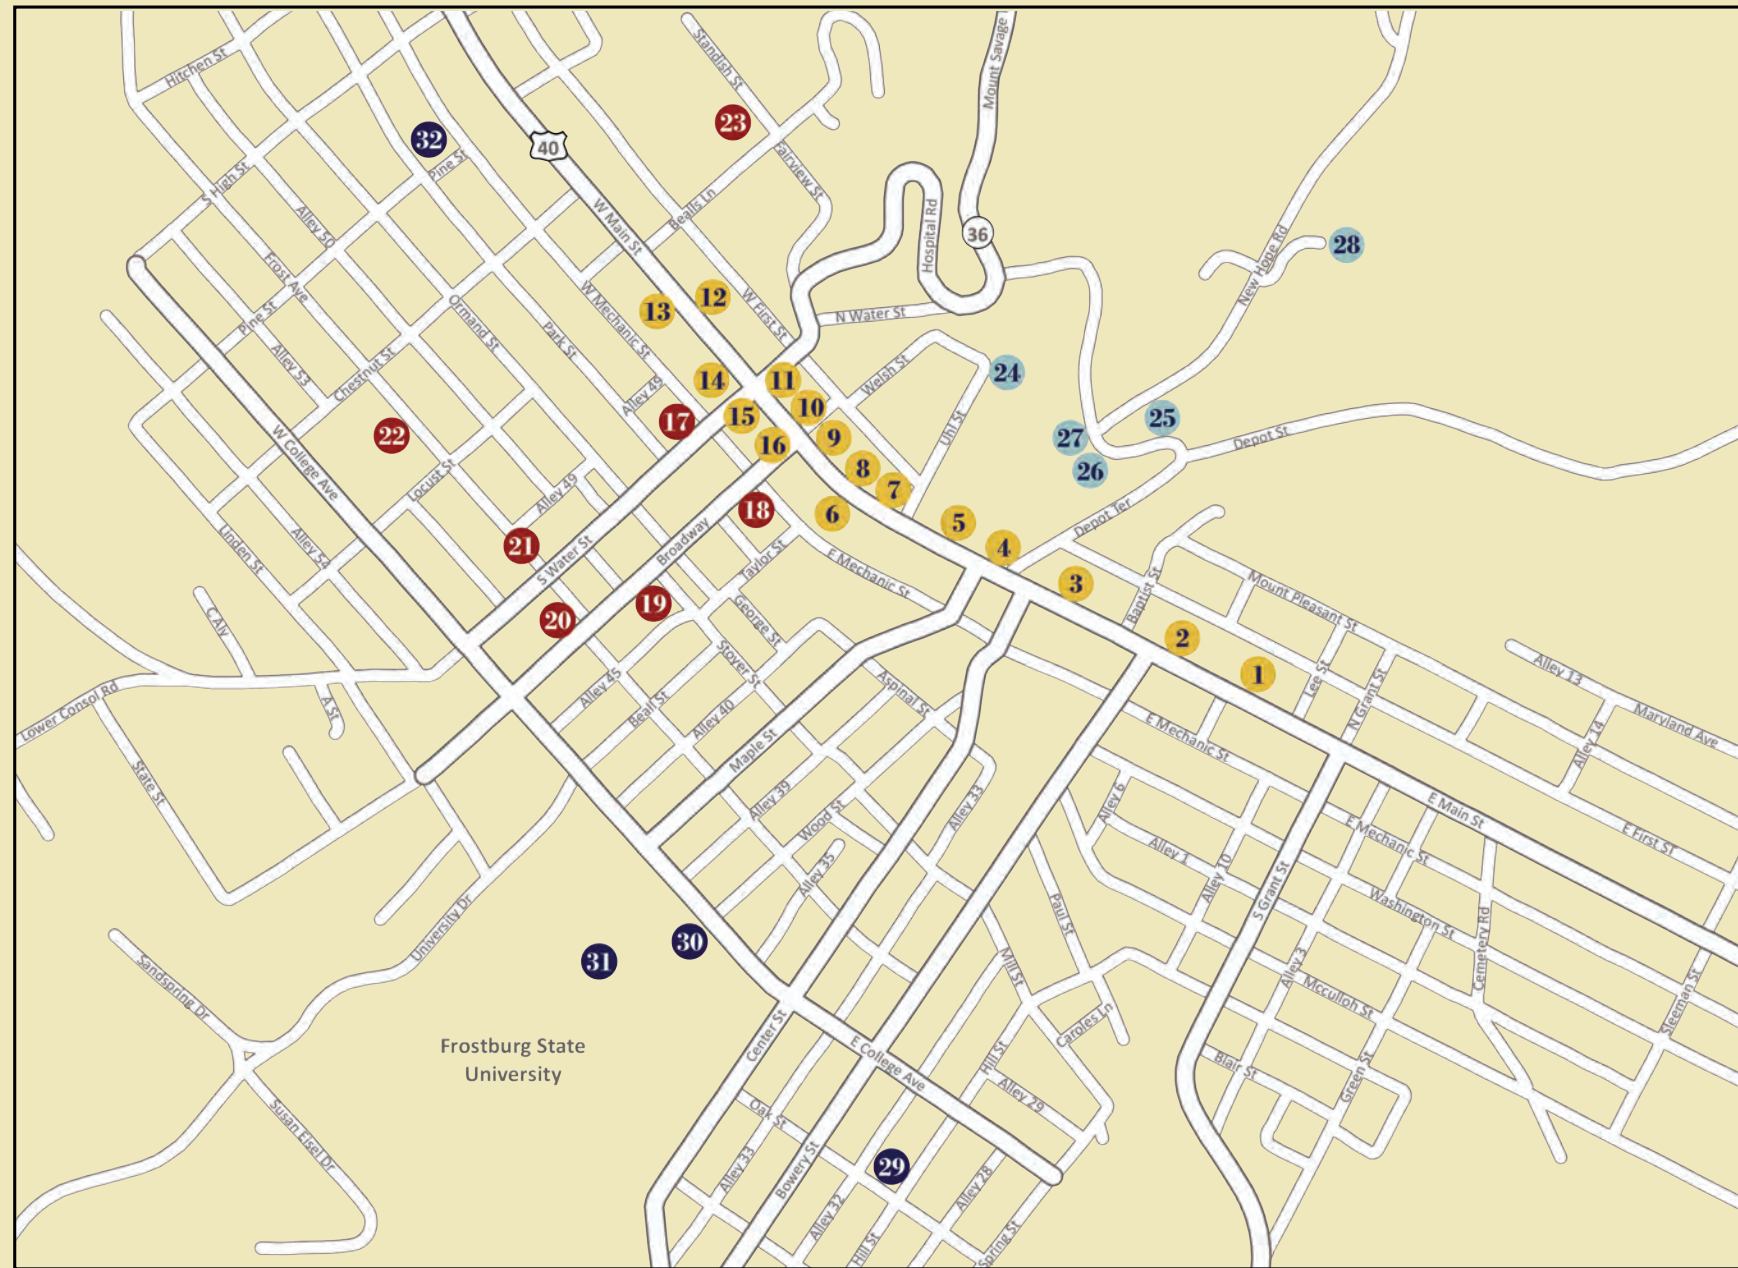 Hitchen St
Standish St
Mount Savage
23
32
40
Pine St
Fairview St
S High St
Bealls Ln
Alley 50
W Main St
Hospital Rd
36
28
New Hope Rd
Frost Ave
12
13
W First St
Pine St
Ormand St
W Mechanic St
N Water St
Park St
Alley 53
Chestnut St
Welsh St
24
14
11
Alley 49
10
15
17
25
22
W College Ave
16
9
Uhl St
27
Depot St
8
26
Locust St
7
Alley 49
18
6
5
Depot Ter
Linden St
Alley 54
21
S Water St
Broadway
4
Taylor St
E Mechanic St
3
Mount Pleasant St
Baptist St
C Aly
20
19
George St
2
1
Alley 13
Lee St
Stoyer St
Alley 45
Aspinal St
N Grant St
Lower Consol Rd
A St
Beall St
Alley 40
E Mechanic St
Maryland Ave
Alley 14
Maple St
State St
Alley 39
Alley 33
Alley 6
E Main St
Wood St
E Mechanic St
E First St
Alley 1
Alley 35
Alley 10
S Grant St
Paul St
Washington St
University Dr
Cemetery Rd
30
31
Mill St
Alley 3
Sandspring Dr
Mcculloh St
Sleeman St
Caroles Ln
Center St
E College Ave
Hill St
Frostburg State
University
Blair St
Green St
Alley 29
Oak St
Susan Eisel Dr
Alley 33
29
Bowery St
Alley 28
Alley 32
Hill St
Spring St